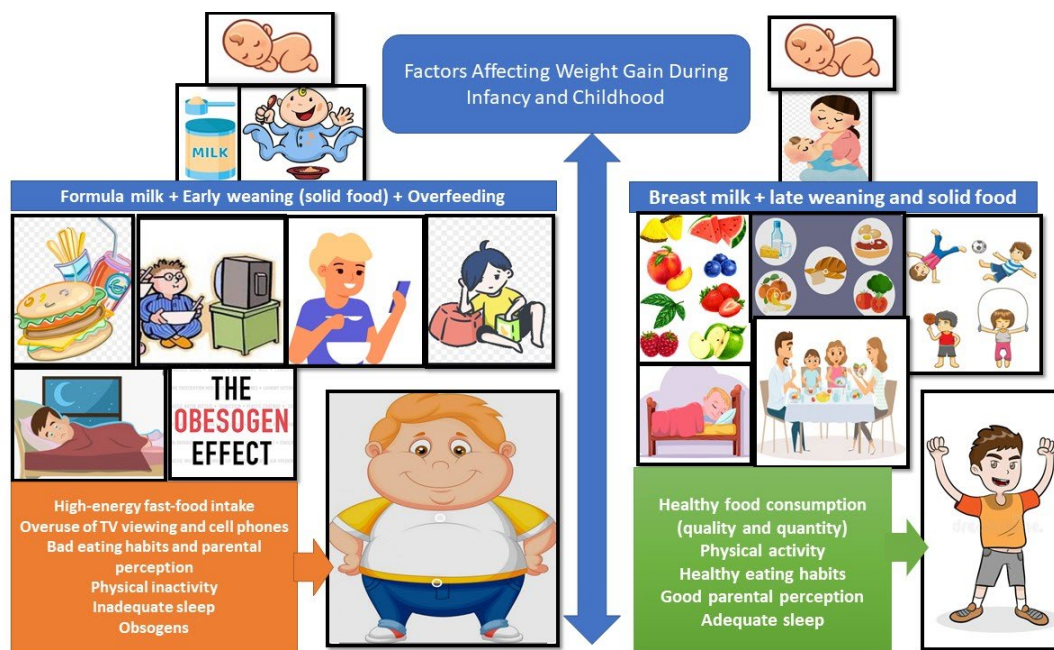 Factors Affecting Weight Gain During
Infancy and Childhood
MILK
Formula milk + Early weaning (solid food) + Overfeeding
Breast milk + late weaning and solid food
THE
OBESOGEN
EFFECT
High-energy fast-food intake
Overuse of TV viewing and cell phones
Bad eating habits and parental
perception
Physical inactivity
Inadequate sleep
Obsogens
Healthy food consumption
(quality and quantity)
Physical activity
Healthy eating habits
Good parental perception
Adequate sleep